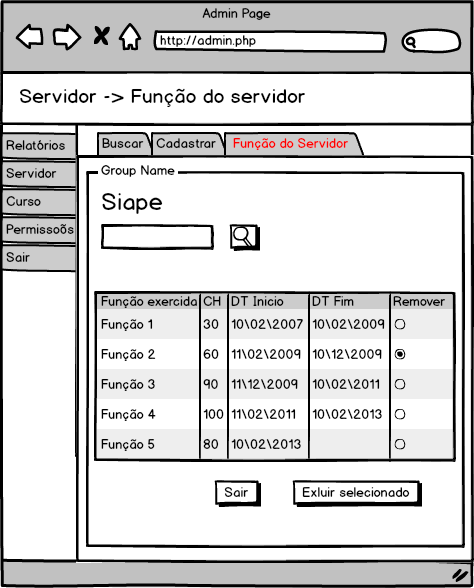 Admin Page
http://admin.php
Servidor -> Função do servidor
Relatórios
Servidor
Curso
Permissoõs
Sair
Buscar Cadastrar Função do Servidor
Group Name
Siape
Função exercida CH DT Inicio DT Fim Remover
Função 1 30 10\02\2007 10\02\2009
Função 2 60 11\02\2009 10\12\2009
Função 3 90 11\12\2009 10\02\2011
Função 4 100 11\02\2011 10\02\2013
Função 5 80 10\02\2013
Sair Exluir selecionado